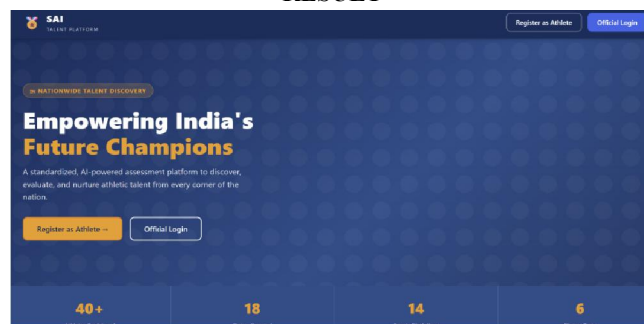 SAI
TALENT PLATFORM
Register as Athlete
Official Login
NATIONWIDE TALENT DISCOVERY
Empowering India's
Future Champions
A standardized, AI-powered assessment platform to discover,
evaluate, and nurture athletic talent from every corner of the
nation.
Register as Athlete →
Official Login
40+
18
14
6